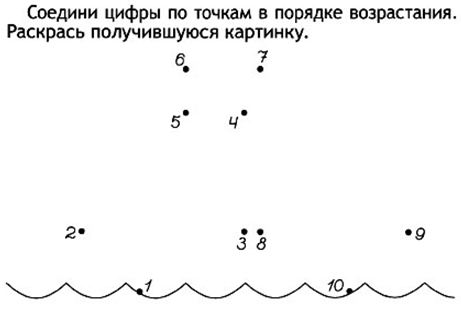 Соедини цифры по точкам в порядке возрастания.
Раскрась получившуюся картинку.
6 7
5 4
2 3 8 9
1 10